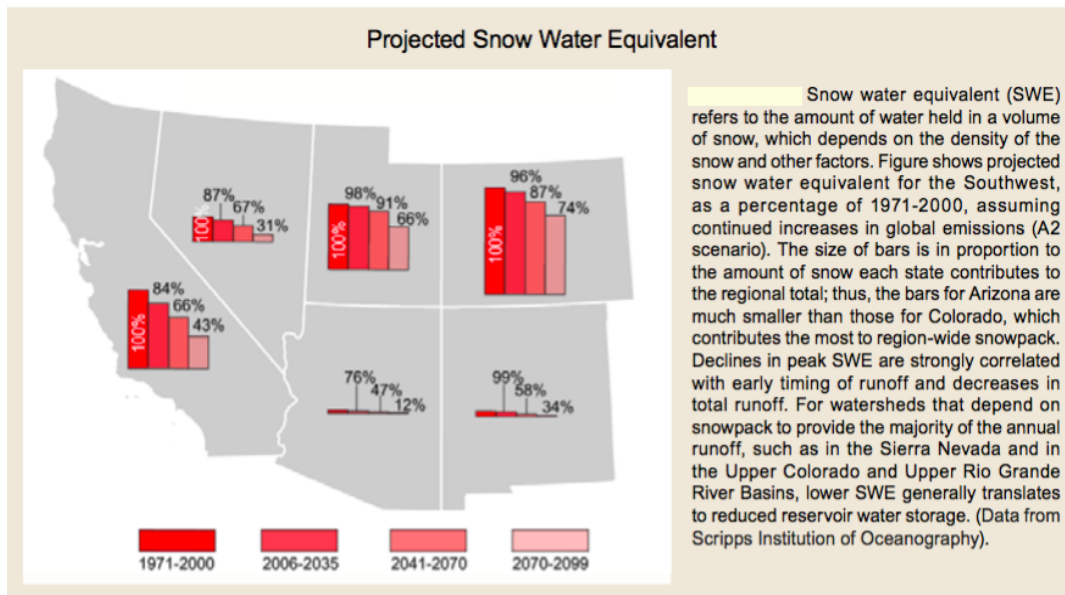 Projected Snow Water Equivalent
87%
67%
31%
100%
98%
91%
66%
100%
96%
87%
74%
100%
84%
66%
43%
100%
76%
47%
12%
99%
58%
34%
1971-2000
2006-2035
2041-2070
2070-2099
Snow water equivalent (SWE)
refers to the amount of water held in a volume
of snow, which depends on the density of the
snow and other factors. Figure shows projected
snow water equivalent for the Southwest,
as a percentage of 1971-2000, assuming
continued increases in global emissions (A2
scenario). The size of bars is in proportion to
the amount of snow each state contributes to
the regional total; thus, the bars for Arizona are
much smaller than those for Colorado, which
contributes the most to region-wide snowpack.
Declines in peak SWE are strongly correlated
with early timing of runoff and decreases in
total runoff. For watersheds that depend on
snowpack to provide the majority of the annual
runoff, such as in the Sierra Nevada and in
the Upper Colorado and Upper Rio Grande
River Basins, lower SWE generally translates
to reduced reservoir water storage. (Data from
Scripps Institution of Oceanography).